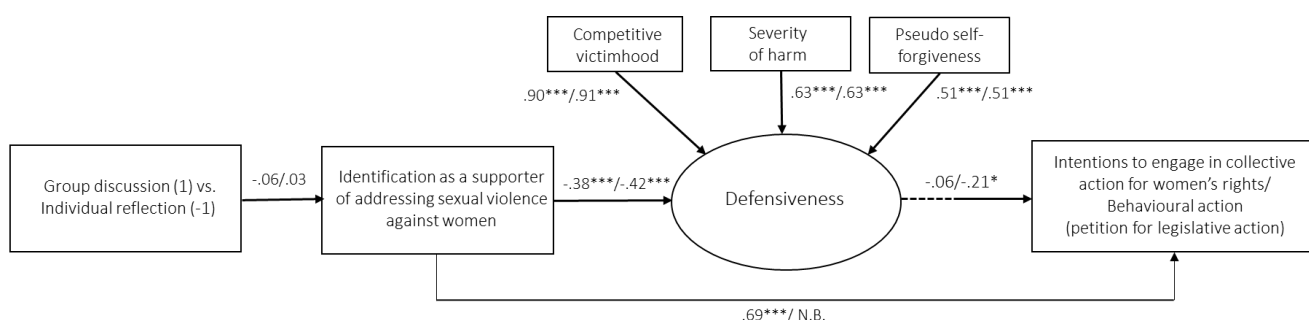 Competitive
victimhood
Severity
of harm
Pseudo self-
forgiveness
.90***/.91***
.63***/.63***
.51***/.51***
Group discussion (1) vs.
Individual reflection (-1)
-.06/.03
Identification as a supporter
of addressing sexual violence
against women
-.38***/-.42***
Defensiveness
-.06/-.21*
Intentions to engage in collective
action for women’s rights/
Behavioural action
(petition for legislative action)
.69***/ N.B.